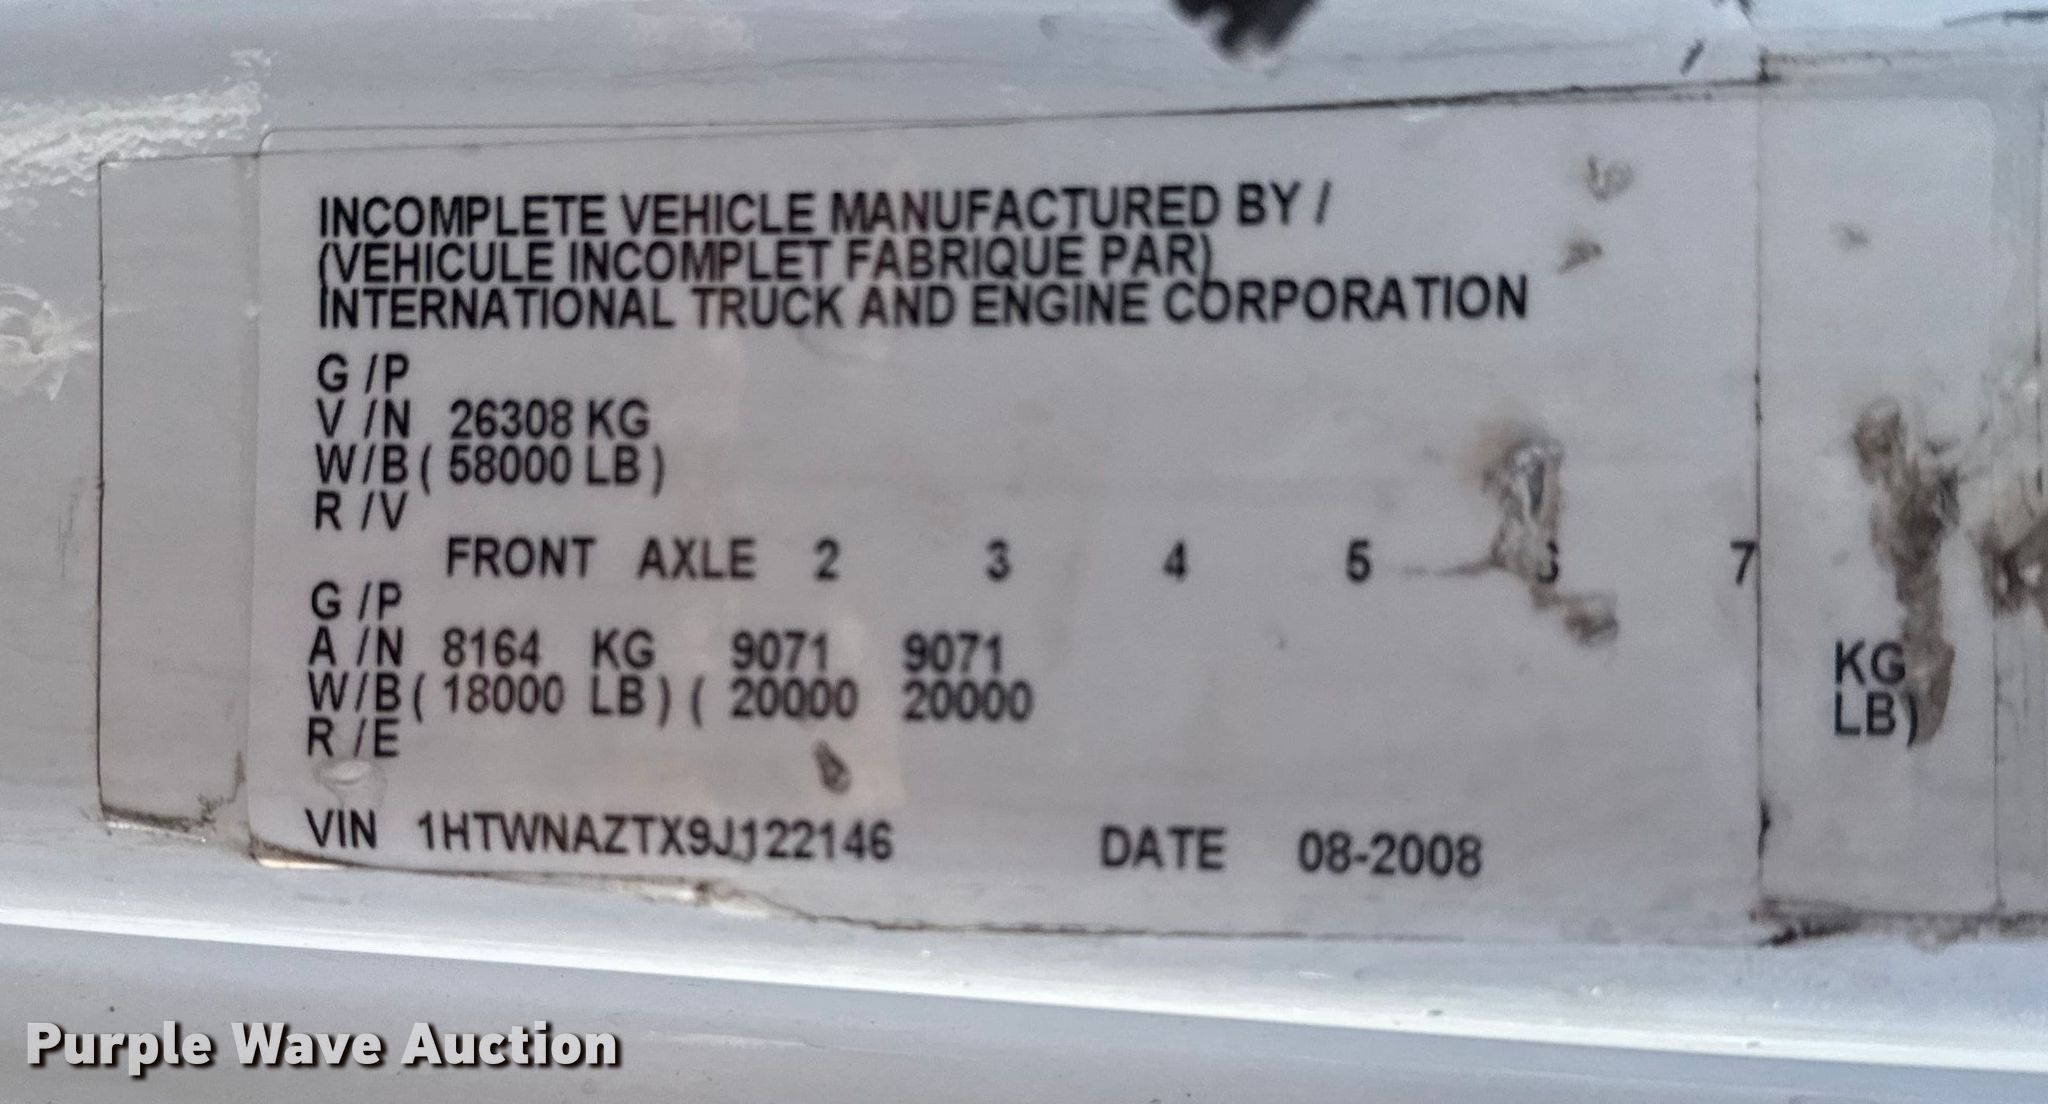 INCOMPLETE VEHICLE MANUFACTURED BY /
(VEHICULE INCOMPLET FABRIQUE PAR)
INTERNATIONAL TRUCK AND ENGINE CORPORATION
G /P
V /N 26308 KG
W/B ( 58000 LB )
R /V
FRONT AXLE 2 3 4 5 6 7
G /P
A /N 8164 KG 9071 9071 KG
W/B ( 18000 LB ) ( 20000 20000 LB)
R /E
VIN 1HTWNAZTX9J122146 DATE 08-2008
Purple Wave Auction